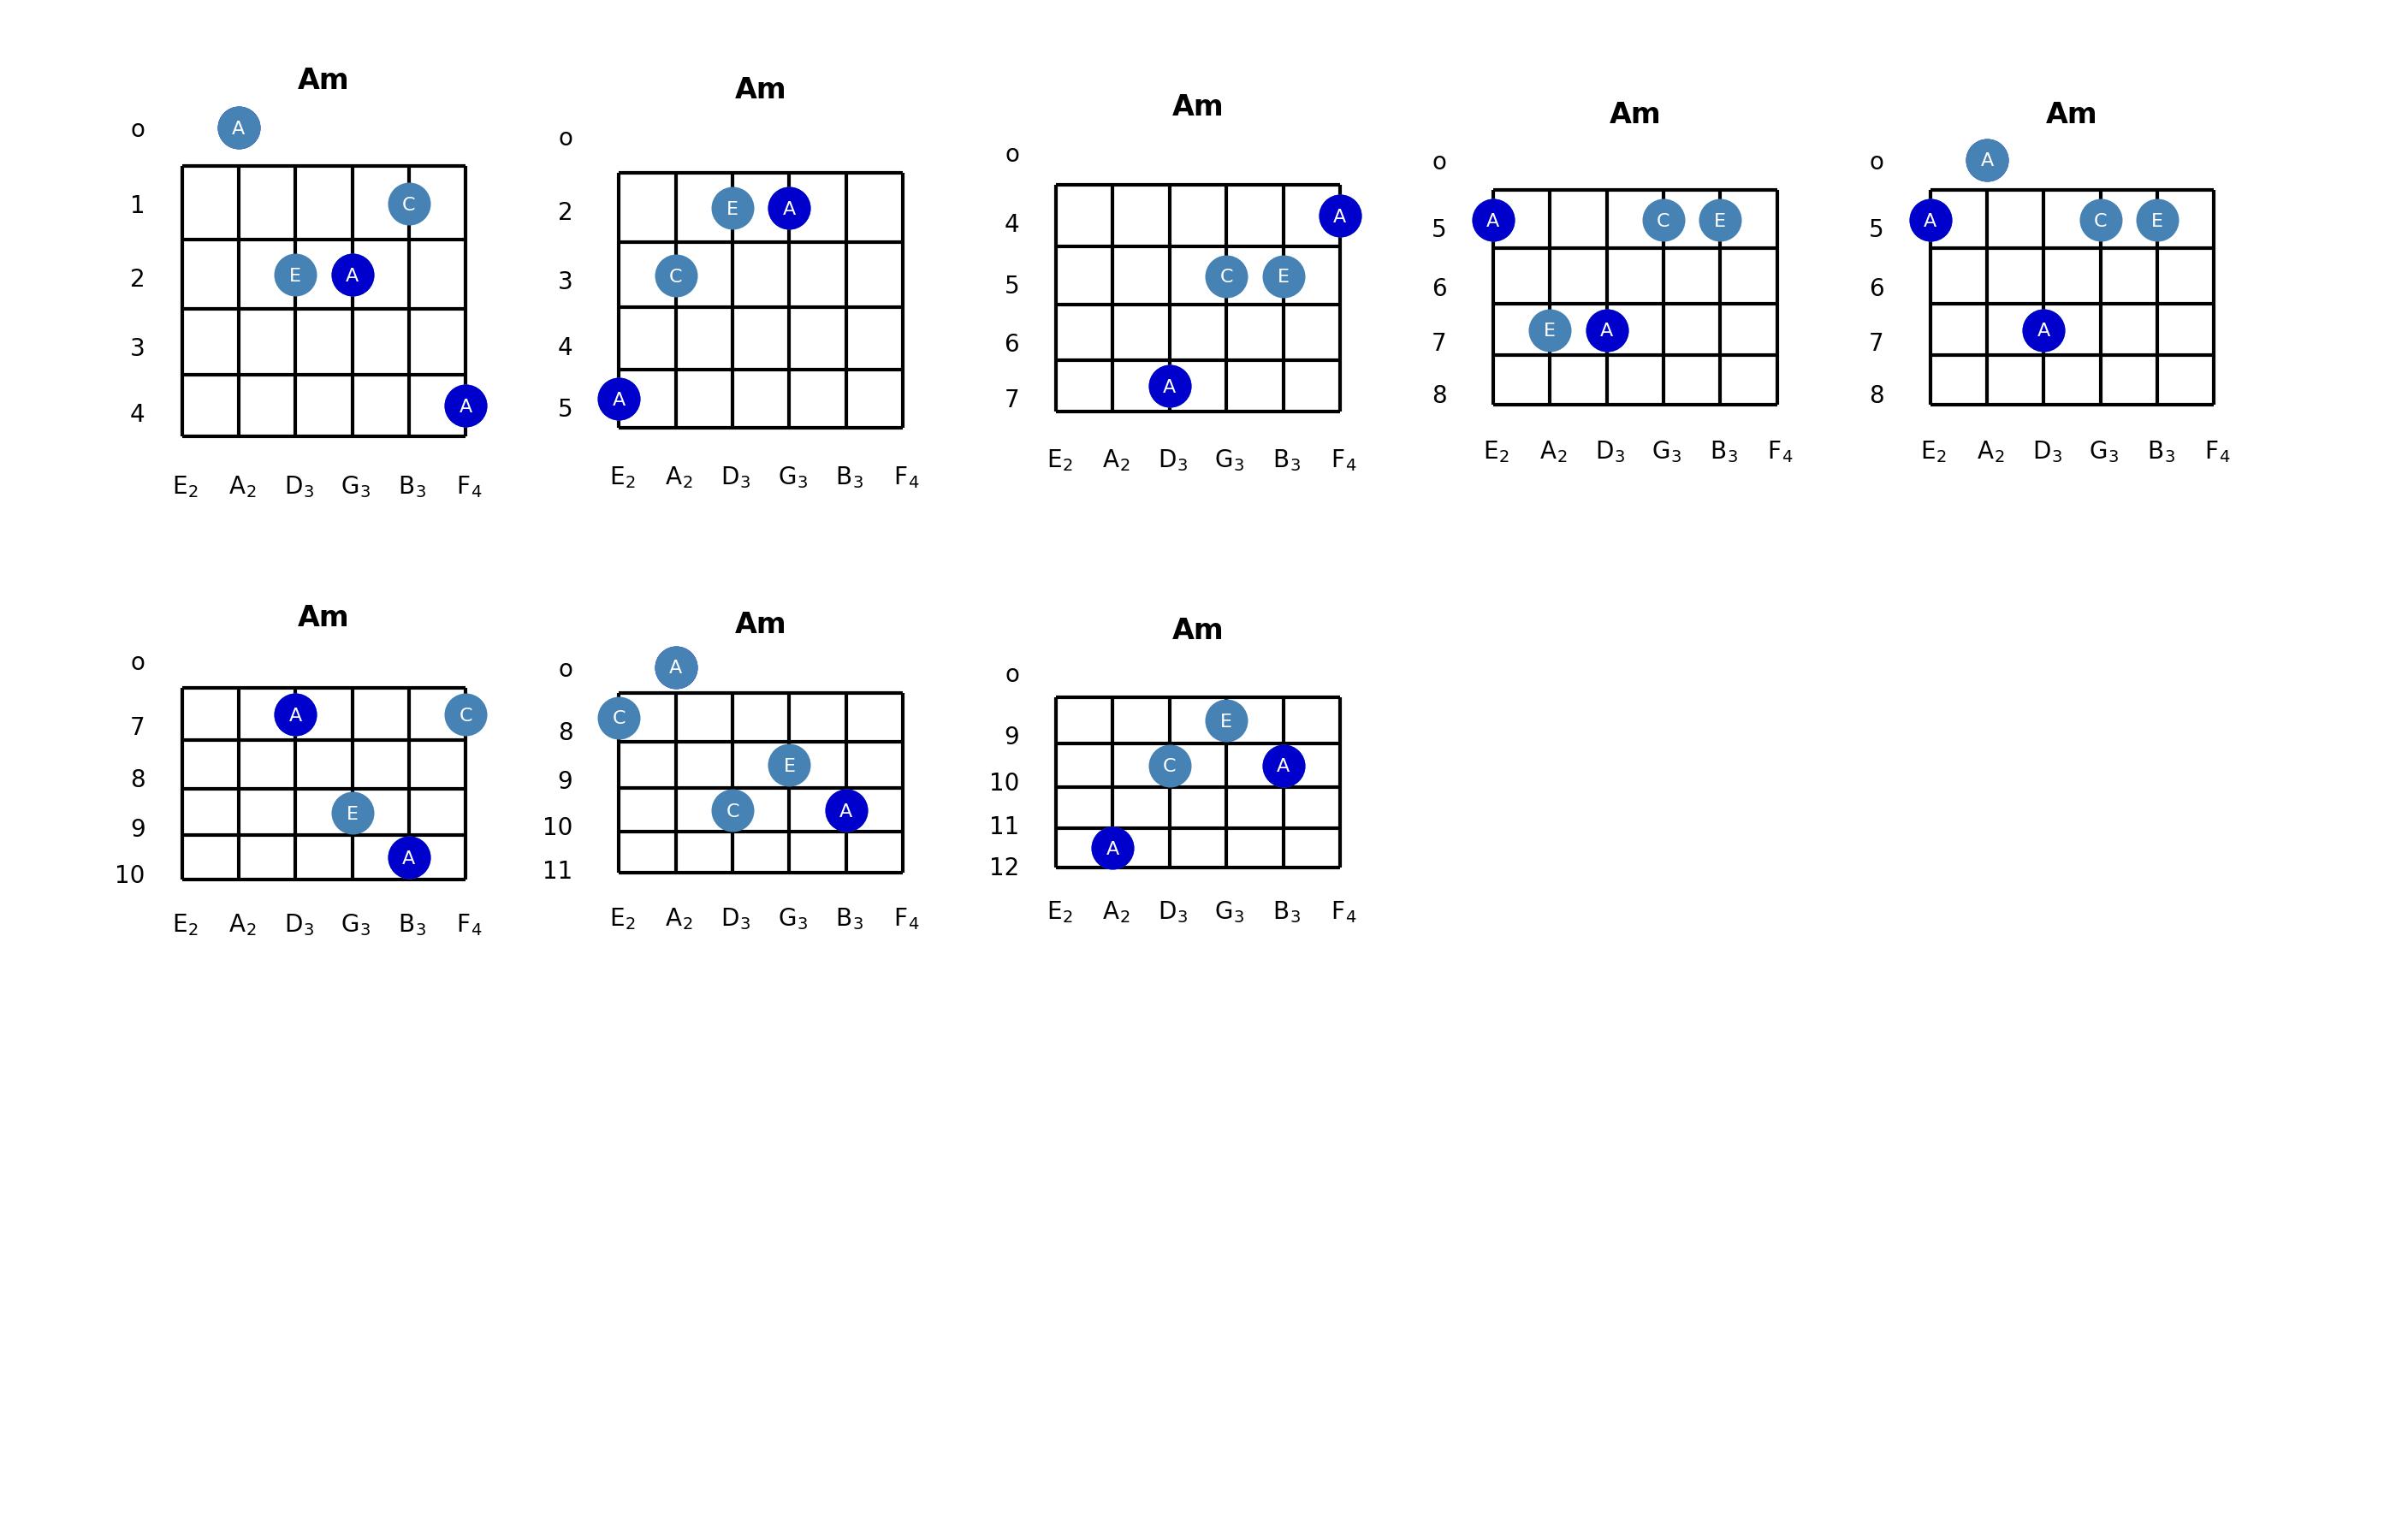 Am
o A
1 C
2 E A
3
4 A
E₂ A₂ D₃ G₃ B₃ F₄
Am
o
2 E A
3 C
4
5 A
E₂ A₂ D₃ G₃ B₃ F₄
Am
o
4 A
5 C E
6
7 A
E₂ A₂ D₃ G₃ B₃ F₄
Am
o
5 A C E
6
7 E A
8
E₂ A₂ D₃ G₃ B₃ F₄
Am
o A
5 A C E
6
7 A
8
E₂ A₂ D₃ G₃ B₃ F₄
Am
o
7 A C
8
9 E
10 A
E₂ A₂ D₃ G₃ B₃ F₄
Am
o A
8 C
9 E
10 C A
11
E₂ A₂ D₃ G₃ B₃ F₄
Am
o
9 E
10 C A
11
12 A
E₂ A₂ D₃ G₃ B₃ F₄